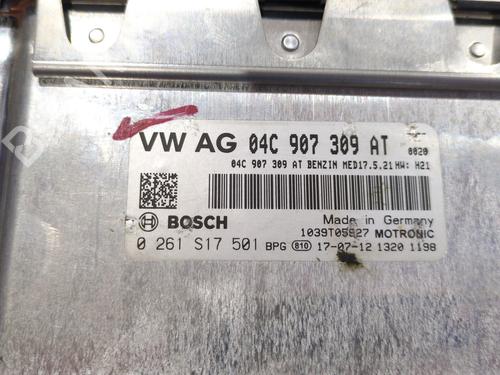 VW AG 04C 907 309 AT
0020
04C 907 309 AT BENZIN MED17.5.21 HW: H21
BOSCH
Made in Germany
MOTRONIC
0 261 S17 501 BPG 810 17-07-12 1320 1198